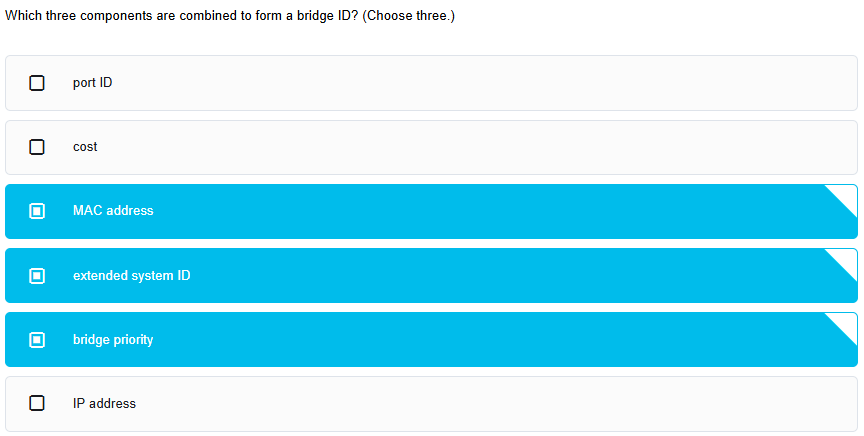 Which three components are combined to form a bridge ID? (Choose three.)
port ID
cost
MAC address
extended system ID
bridge priority
IP address